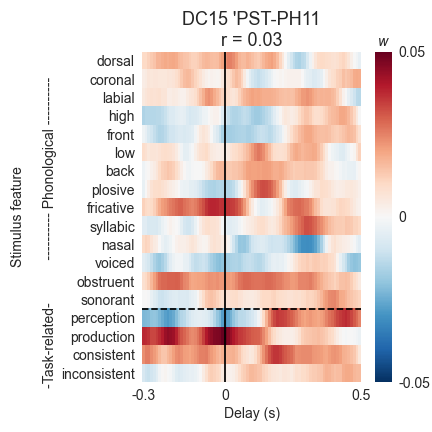 DC15 'PST-PH11
r = 0.03
w
Stimulus feature
-Task-related- ---------- Phonological ----------
dorsal
coronal
labial
high
front
low
back
plosive
fricative
syllabic
nasal
voiced
obstruent
sonorant
perception
production
consistent
inconsistent
0.05
0
-0.05
-0.3 0 0.5
Delay (s)